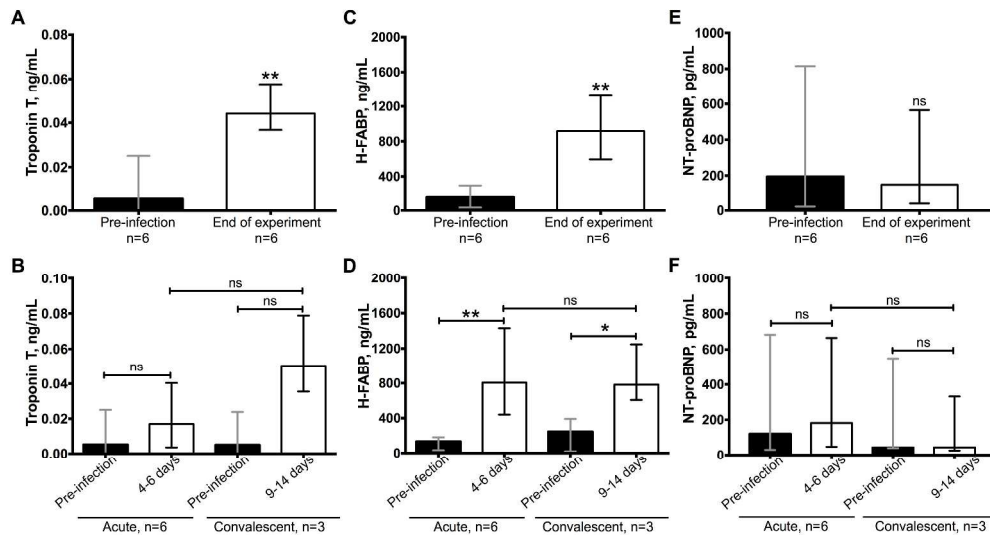 A
Troponin T, ng/mL
0.08
0.06
0.04
0.02
0.00
**
Pre-infection
n=6
End of experiment
n=6
C
H-FABP, ng/mL
2000
1600
1200
800
400
0
**
Pre-infection
n=6
End of experiment
n=6
E
NT-proBNP, pg/mL
1000
800
600
400
200
0
ns
Pre-infection
n=6
End of experiment
n=6
B
Troponin T, ng/mL
0.10
0.08
0.06
0.04
0.02
0.00
ns
ns
ns
Pre-infection
4-6 days
Pre-infection
9-14 days
Acute, n=6
Convalescent, n=3
D
H-FABP, ng/mL
2000
1600
1200
800
400
0
ns
**
*
Pre-infection
4-6 days
Pre-infection
9-14 days
Acute, n=6
Convalescent, n=3
F
NT-proBNP, pg/mL
1000
800
600
400
200
0
ns
ns
ns
Pre-infection
4-6 days
Pre-infection
9-14 days
Acute, n=6
Convalescent, n=3